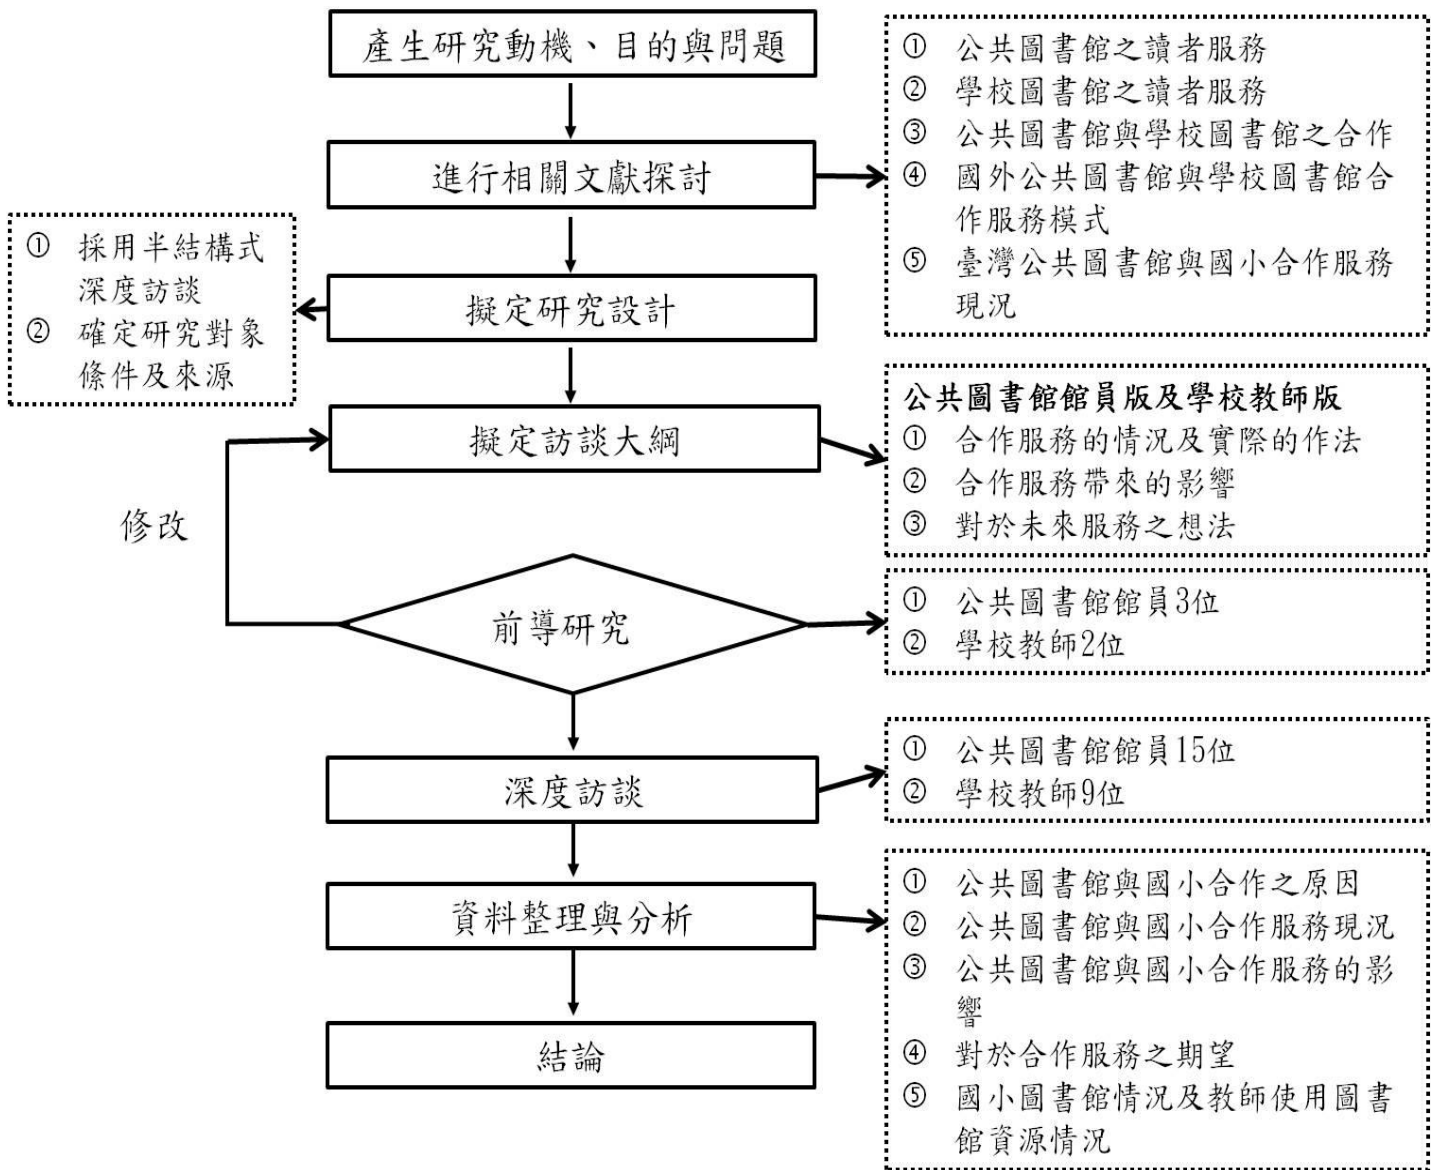 產生研究動機、目的與問題
進行相關文獻探討
① 公共圖書館之讀者服務
② 學校圖書館之讀者服務
③ 公共圖書館與學校圖書館之合作
④ 國外公共圖書館與學校圖書館合
作服務模式
⑤ 臺灣公共圖書館與國小合作服務
現況
擬定研究設計
① 採用半結構式
深度訪談
② 確定研究對象
條件及來源
擬定訪談大綱
公共圖書館館員版及學校教師版
① 合作服務的情況及實際的作法
② 合作服務帶來的影響
③ 對於未來服務之想法
修改
前導研究
① 公共圖書館館員3位
② 學校教師2位
深度訪談
① 公共圖書館館員15位
② 學校教師9位
資料整理與分析
① 公共圖書館與國小合作之原因
② 公共圖書館與國小合作服務現況
③ 公共圖書館與國小合作服務的影
響
④ 對於合作服務之期望
⑤ 國小圖書館情況及教師使用圖書
館資源情況
結論